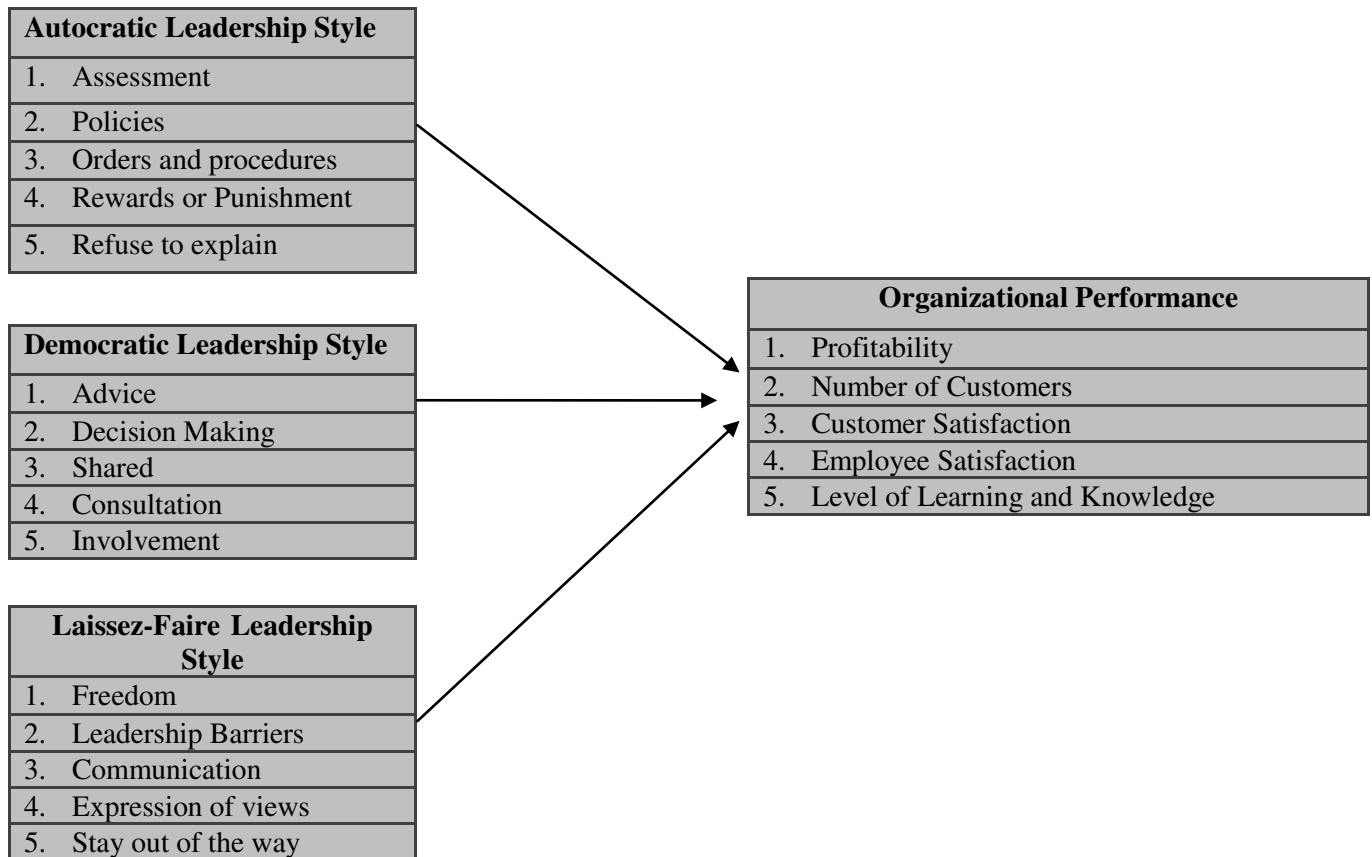 Autocratic Leadership Style
1. Assessment
2. Policies
3. Orders and procedures
4. Rewards or Punishment
5. Refuse to explain
Democratic Leadership Style
1. Advice
2. Decision Making
3. Shared
4. Consultation
5. Involvement
Laissez-Faire Leadership
Style
1. Freedom
2. Leadership Barriers
3. Communication
4. Expression of views
5. Stay out of the way
Organizational Performance
1. Profitability
2. Number of Customers
3. Customer Satisfaction
4. Employee Satisfaction
5. Level of Learning and Knowledge